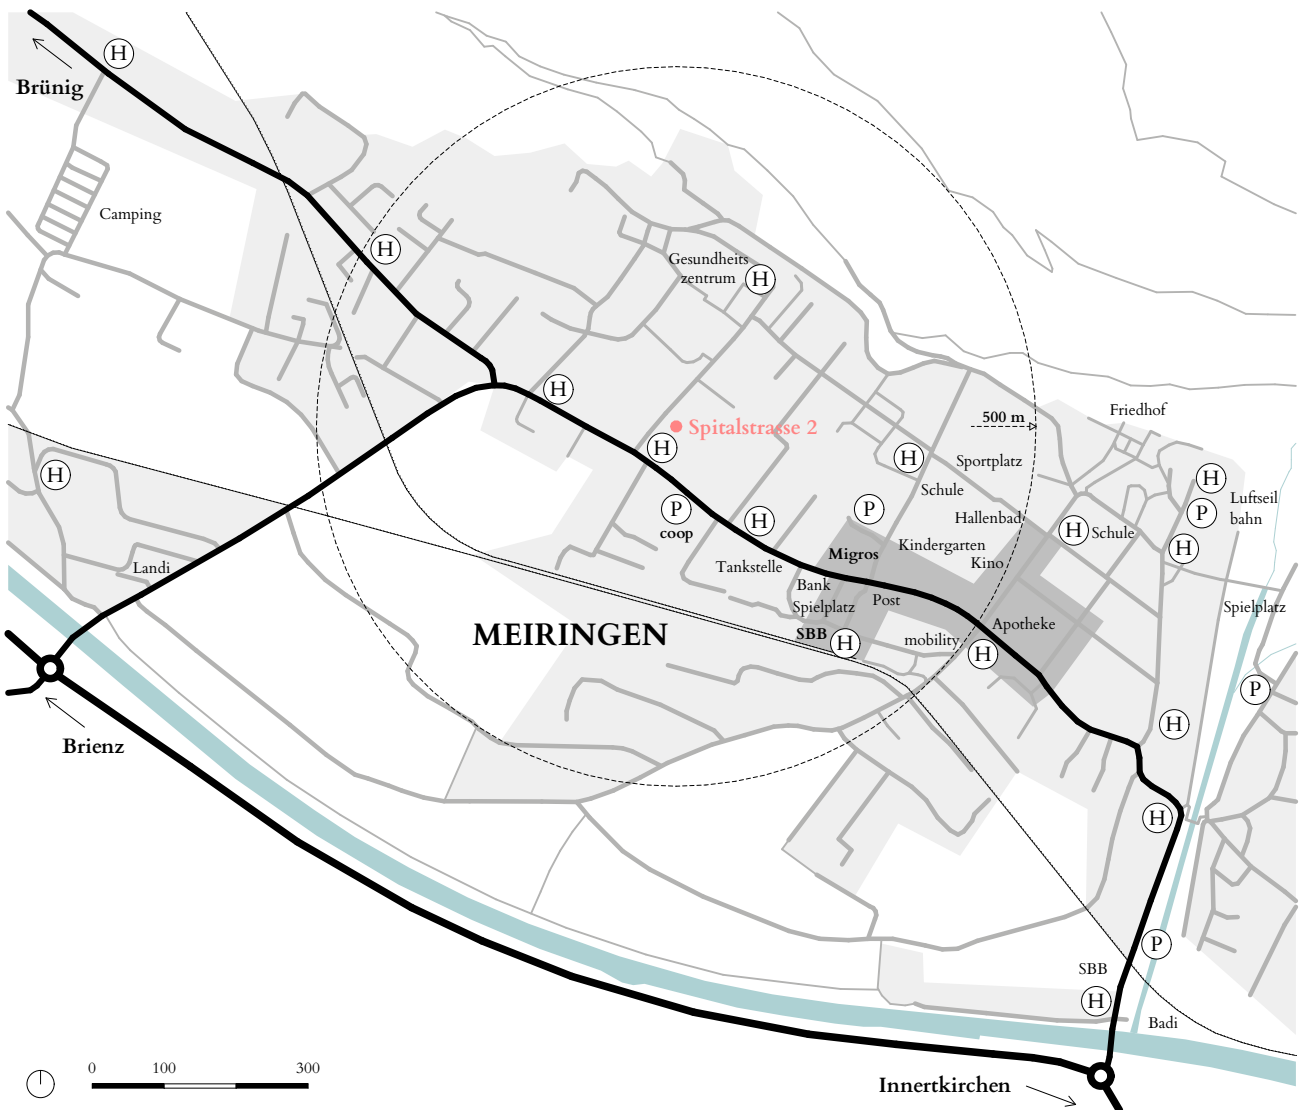 H
Brünig
Camping
H
Gesundheits
zentrum
H
H
500 m
Friedhof
Spitalstrasse 2
H
H
Sportplatz
H
H
Luftseil
bahn
P
Schule
P
P
coop
H
Hallenbad
H
Schule
H
Kindergarten
Kino
Migros
Tankstelle
Landi
Bank
Spielplatz
Post
Spielplatz
Apotheke
MEIRINGEN
SBB
H
mobility
H
P
H
Brienz
H
P
SBB
H
Badi
0
100
300
Innertkirchen